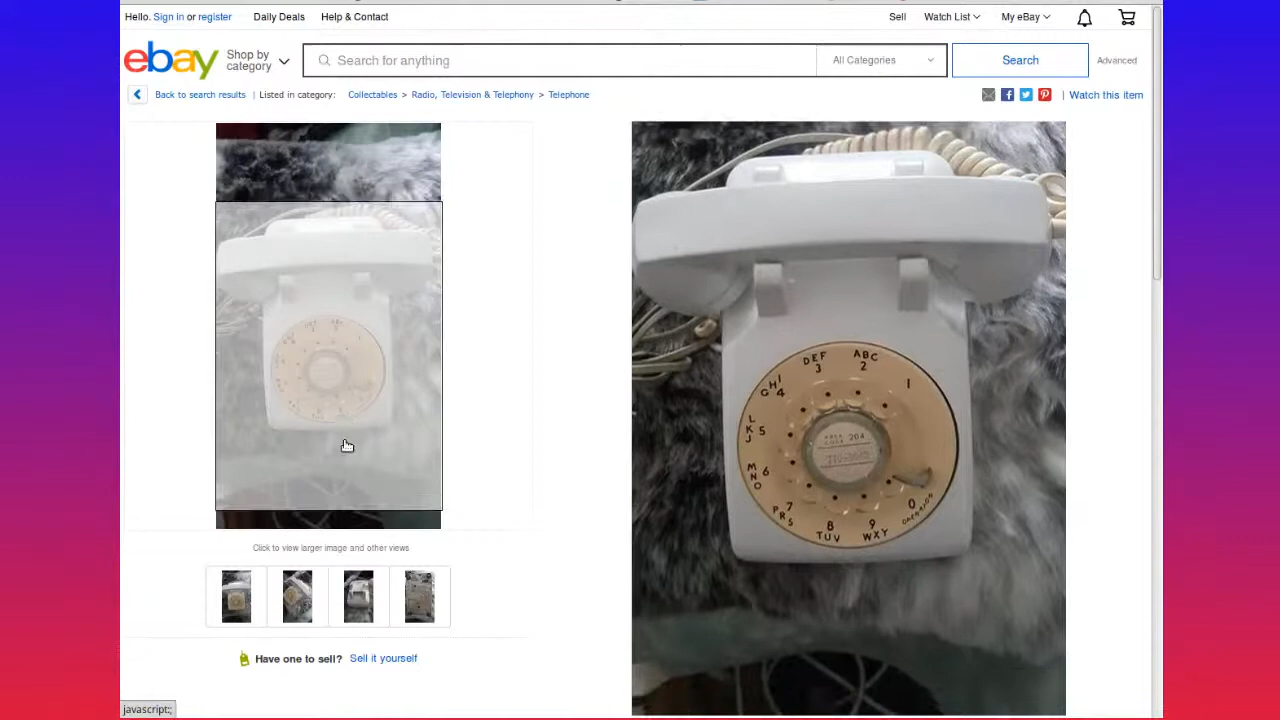 Hello. Sign in or register Daily Deals Help & Contact Sell Watch List My eBay
ebay Shop by category Search for anything All Categories Search Advanced
Back to search results | Listed in category: Collectables > Radio, Television & Telephony > Telephone | Watch this item
ABC 2
DEF 3
1
GHI 4
JKL 5
MNO 6
PRS 7
TUV 8
WXY 9
OPERATOR 0
AREA CODE 204
Click to view larger image and other views
Have one to sell? Sell it yourself
javascript:;